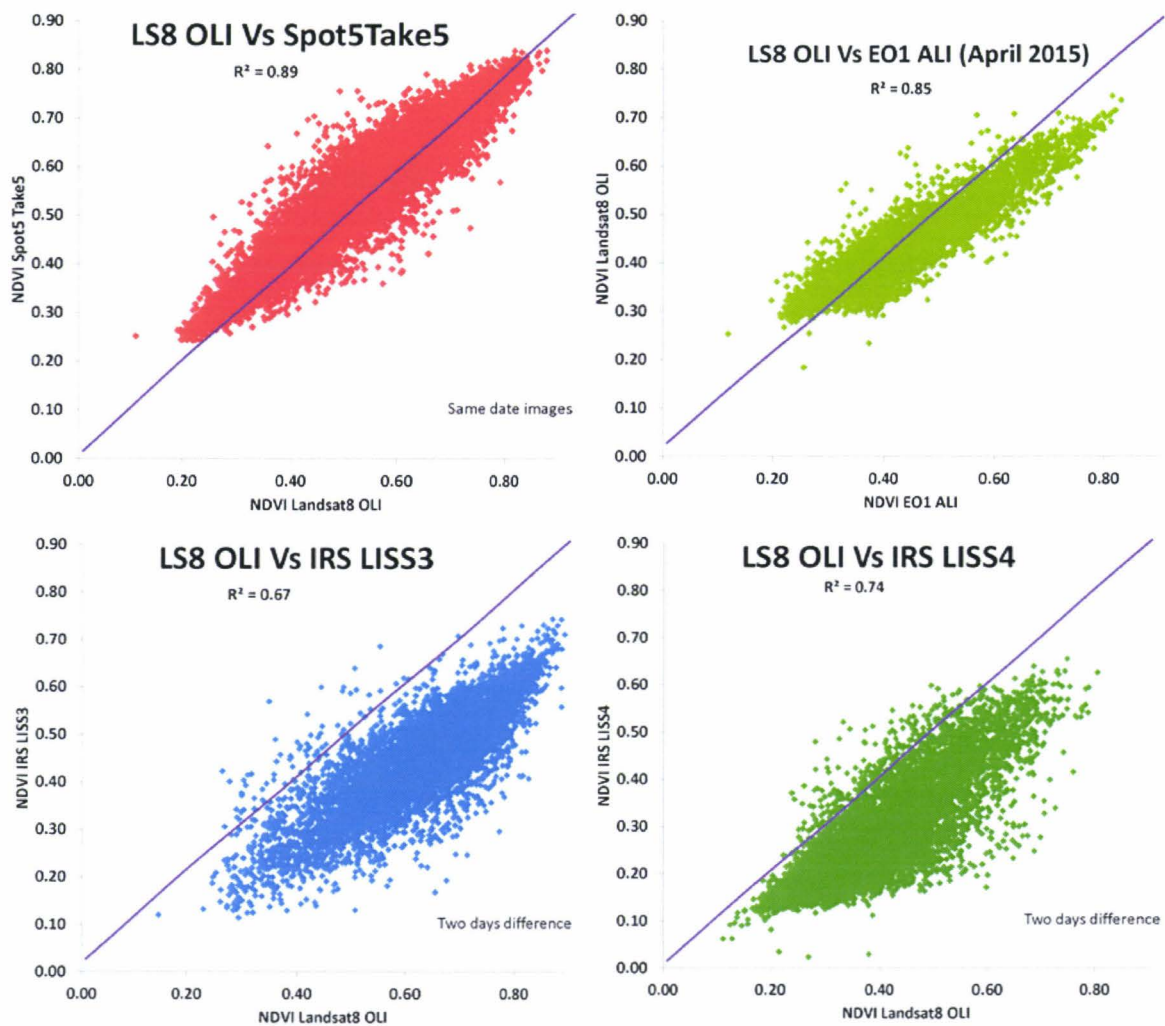 LS8 OLI Vs Spot5Take5
R² = 0.89
0.90
0.80
0.70
0.60
0.50
0.40
0.30
0.20
0.10
0.00
NDVI Spot5 Take5
Same date images
0.00 0.20 0.40 0.60 0.80
NDVI Landsat8 OLI
LS8 OLI Vs EO1 ALI (April 2015)
R² = 0.85
0.90
0.80
0.70
0.60
0.50
0.40
0.30
0.20
0.10
0.00
NDVI Landsat8 OLI
0.00 0.20 0.40 0.60 0.80
NDVI EO1 ALI
LS8 OLI Vs IRS LISS3
R² = 0.67
0.90
0.80
0.70
0.60
0.50
0.40
0.30
0.20
0.10
0.00
NDVI IRS LISS3
Two days difference
0.00 0.20 0.40 0.60 0.80
NDVI Landsat8 OLI
LS8 OLI Vs IRS LISS4
R² = 0.74
0.90
0.80
0.70
0.60
0.50
0.40
0.30
0.20
0.10
0.00
NDVI IRS LISS4
Two days difference
0.00 0.20 0.40 0.60 0.80
NDVI Landsat8 OLI